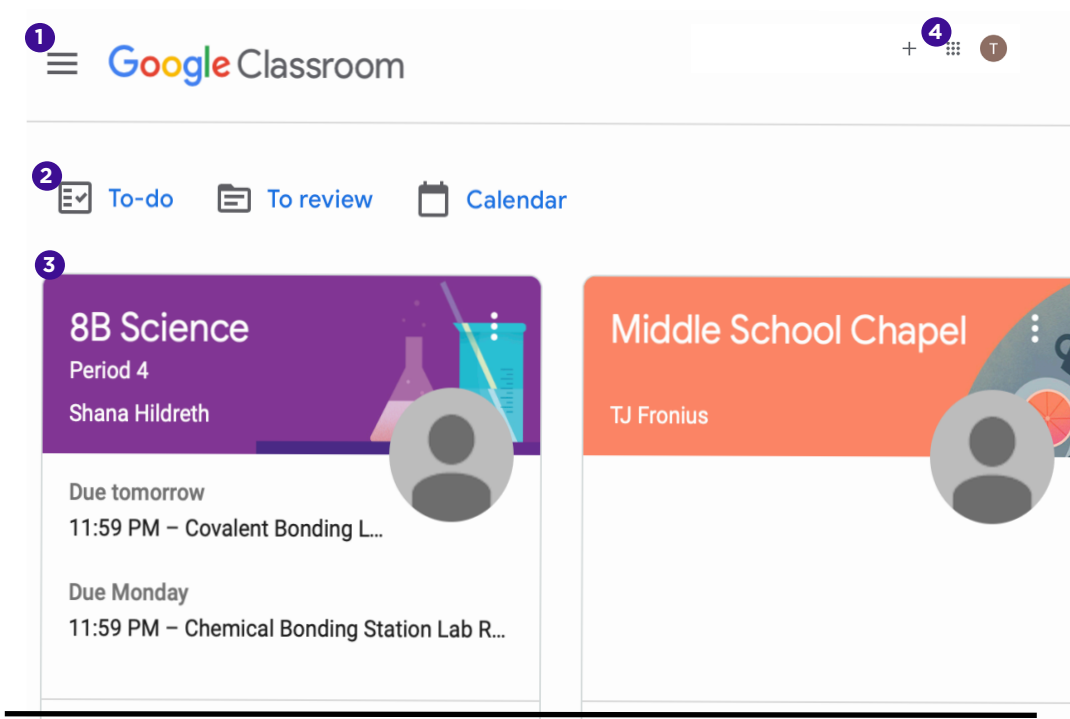 1
Google Classroom
4
+
T
2
To-do To review Calendar
3
8B Science
Period 4
Shana Hildreth
Due tomorrow
11:59 PM – Covalent Bonding L...
Due Monday
11:59 PM – Chemical Bonding Station Lab R...
Middle School Chapel
TJ Fronius